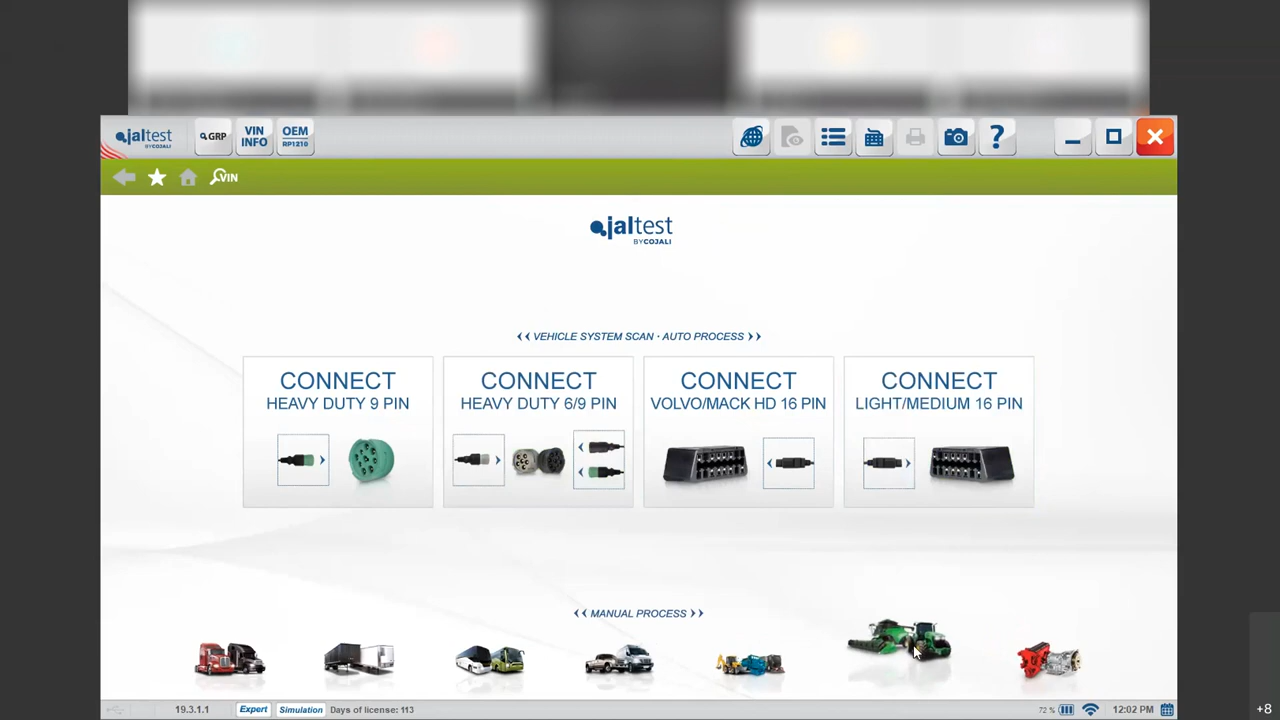 jaltest
BY COJALI
GRP
VIN
INFO
OEM
RP1210
?
VIN
jaltest
BY COJALI
VEHICLE SYSTEM SCAN · AUTO PROCESS
CONNECT
HEAVY DUTY 9 PIN
CONNECT
HEAVY DUTY 6/9 PIN
CONNECT
VOLVO/MACK HD 16 PIN
CONNECT
LIGHT/MEDIUM 16 PIN
MANUAL PROCESS
19.3.1.1
Expert
Simulation
Days of license: 113
72 %
12:02 PM
+8